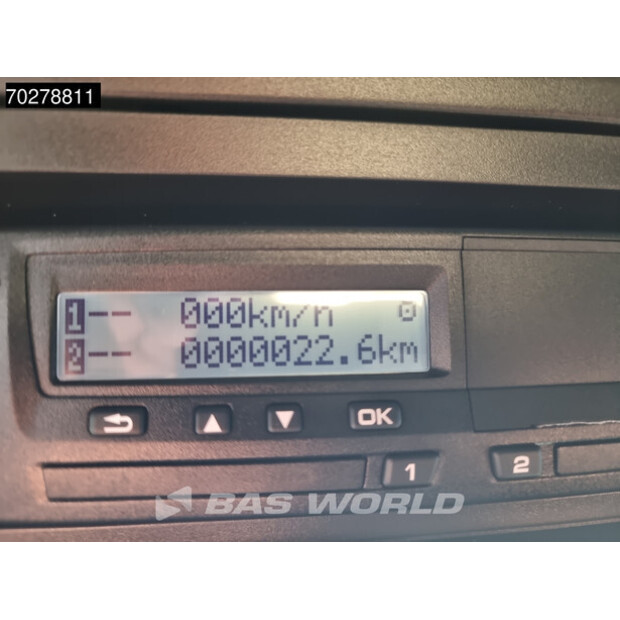 70278811
1-- 000km/h
2-- 0000022.6km
OK
1 2
BAS WORLD